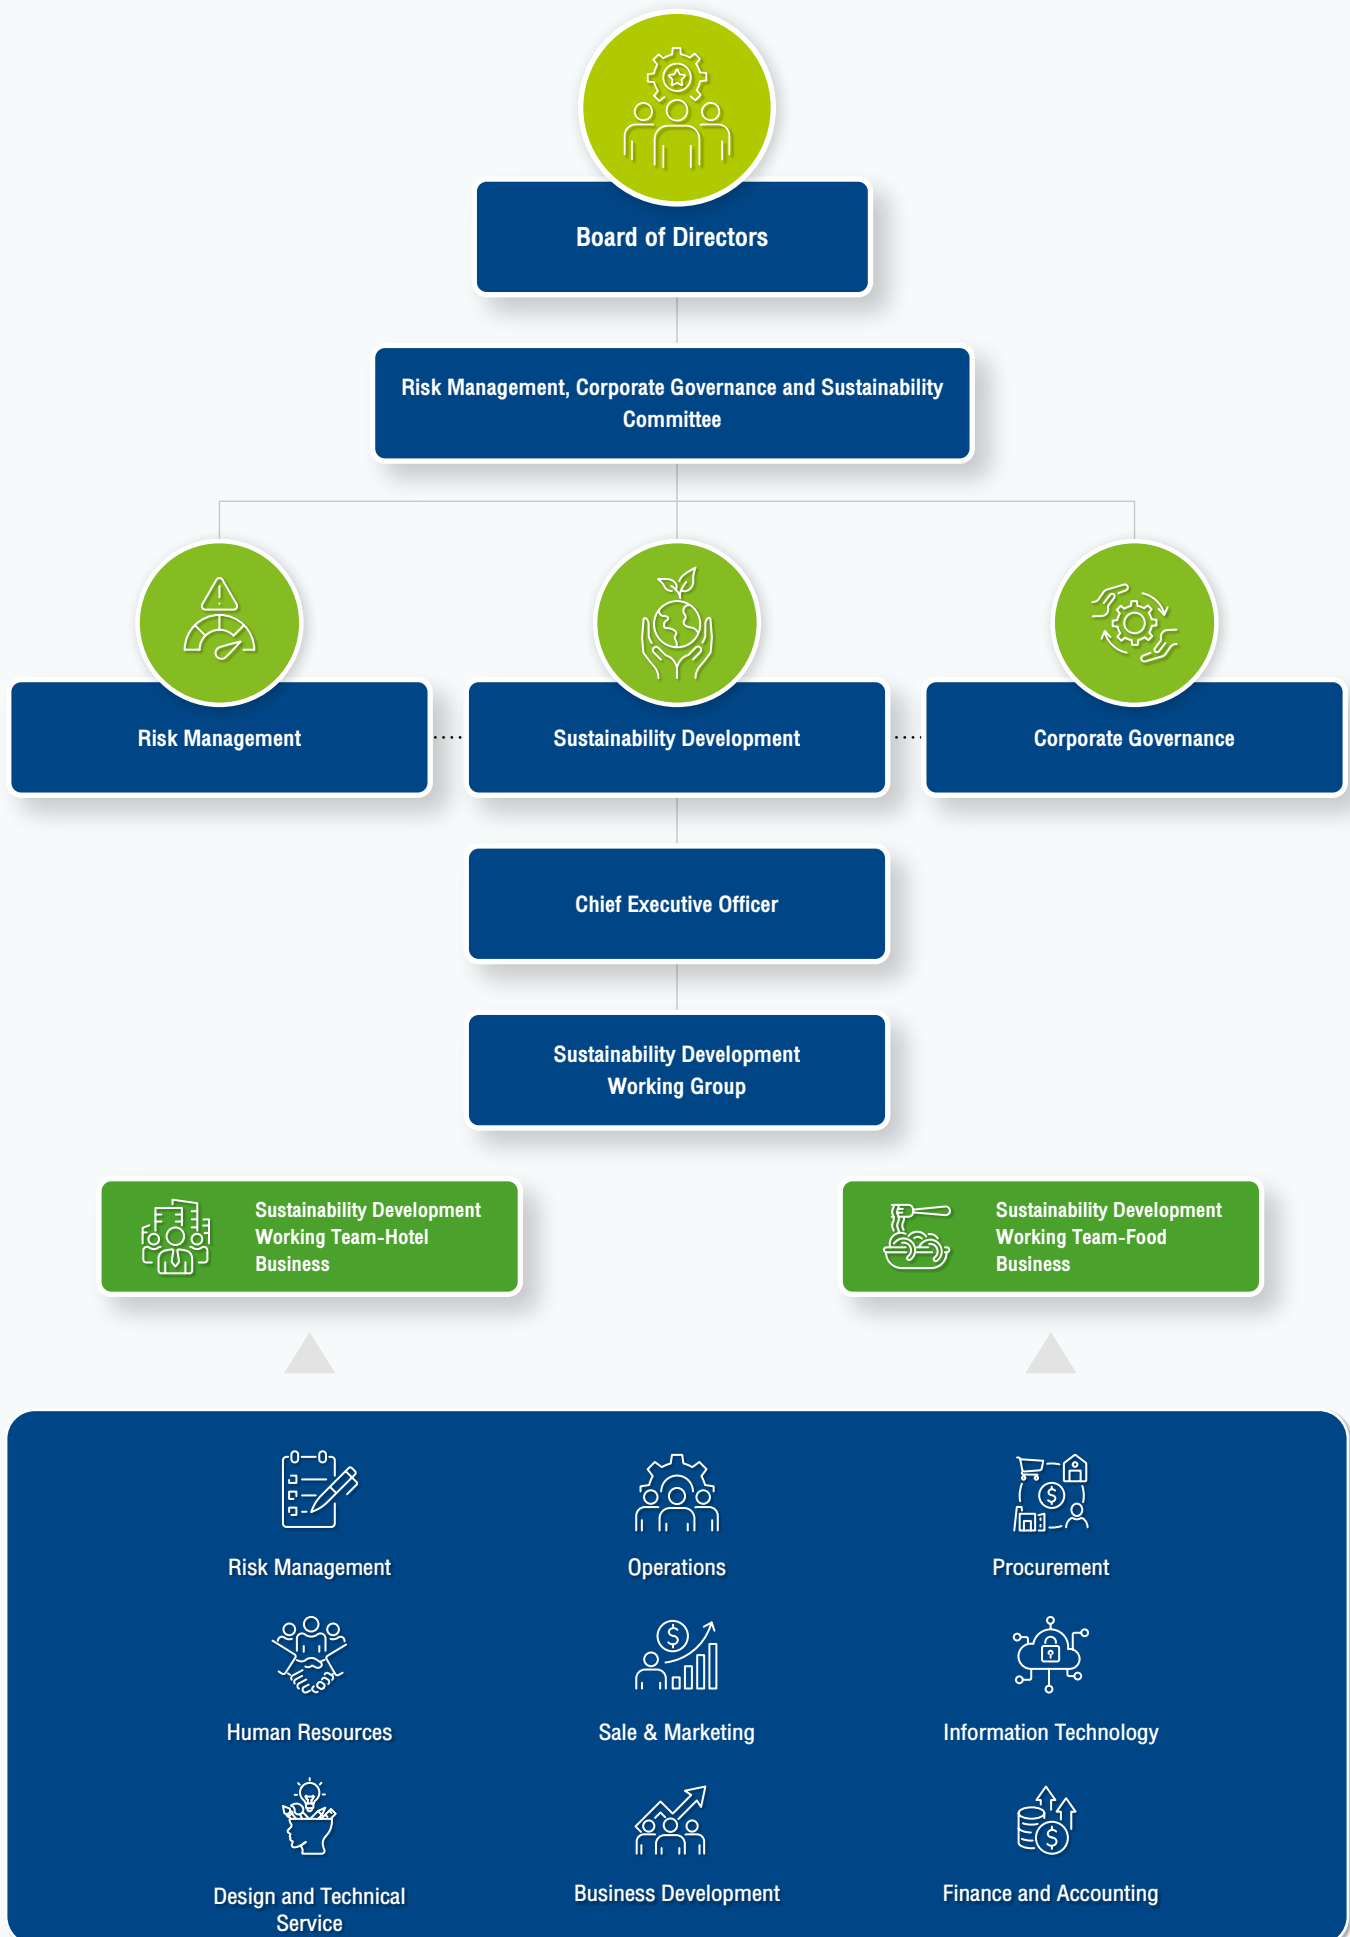 Board of Directors
Risk Management, Corporate Governance and Sustainability
Committee
Risk Management
Sustainability Development
Corporate Governance
Chief Executive Officer
Sustainability Development
Working Group
Sustainability Development
Working Team-Hotel
Business
Sustainability Development
Working Team-Food
Business
Risk Management
Operations
Procurement
Human Resources
Sale & Marketing
Information Technology
Design and Technical
Service
Business Development
Finance and Accounting